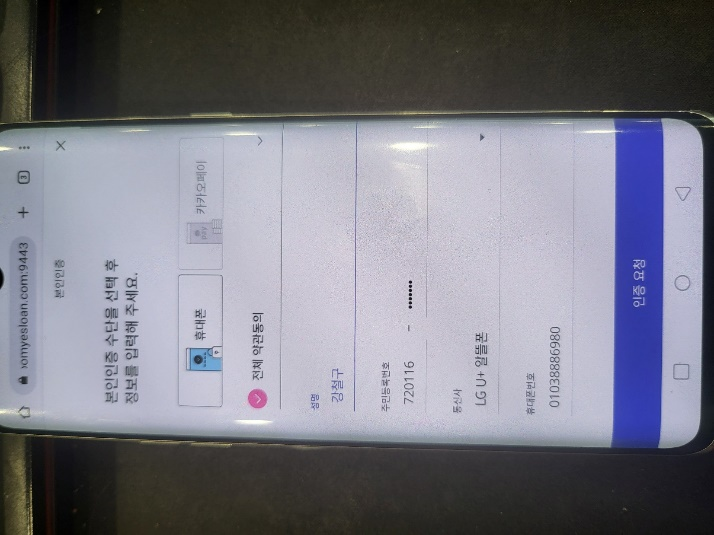 omyesloan.com:9443
3
본인인증
본인인증 수단을 선택 후
정보를 입력해 주세요.
휴대폰
pay
카카오페이
전체 약관동의
성명
강철구
주민등록번호
720116 - •••••••
통신사
LG U+ 알뜰폰
휴대폰번호
01038886980
인증 요청